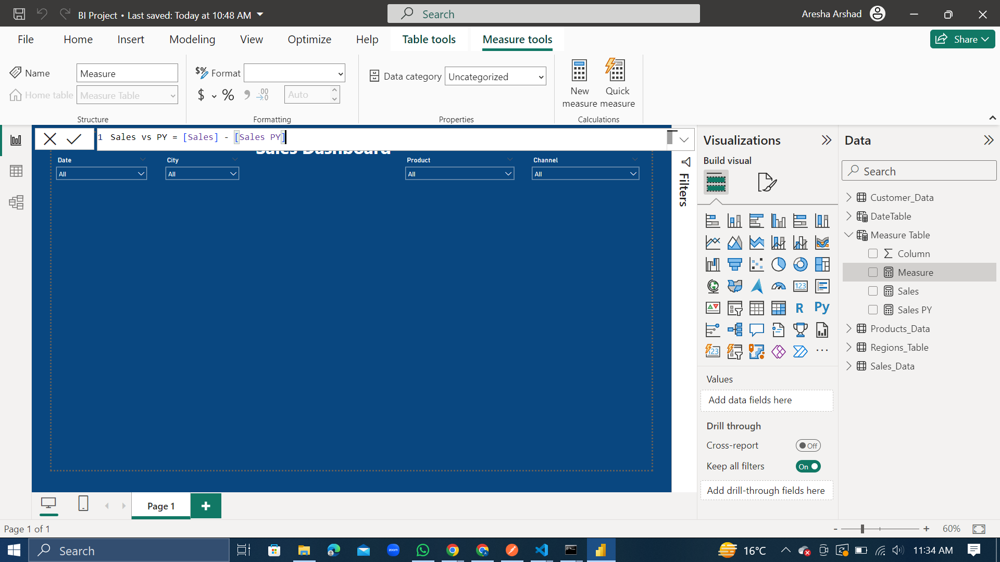 BI Project • Last saved: Today at 10:48 AM
Search
Aresha Arshad
File
Home
Insert
Modeling
View
Optimize
Help
Table tools
Measure tools
Share
Name
Measure
Home table
Measure Table
Structure
Format
$ %
Auto
Formatting
Data category
Uncategorized
Properties
New measure
Quick measure
Calculations
1 Sales vs PY = [Sales] - [Sales PY]
Sales Dashboard
Date
All
City
All
Product
All
Channel
All
Filters
Visualizations
Build visual
123
R
Py
123
Values
Add data fields here
Drill through
Cross-report
Off
Keep all filters
On
Add drill-through fields here
Data
Search
Customer_Data
DateTable
Measure Table
Column
Measure
Sales
Sales PY
Products_Data
Regions_Table
Sales_Data
Page 1
Page 1 of 1
- + 60%
Search
zoom
16°C
11:34 AM